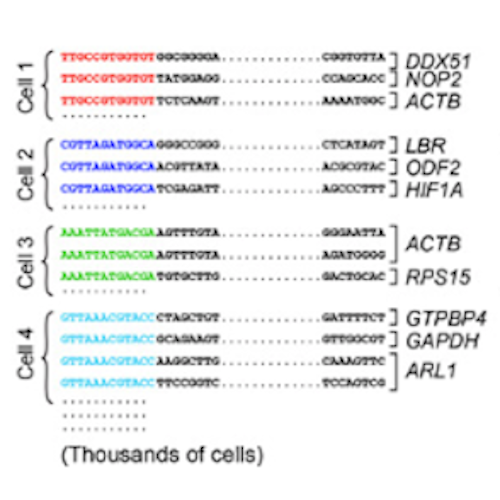 Cell 1
TTGCCGTGGTGTGGCGGGGA...............CGGTGTTA DDX51
TTGCCGTGGTGTTATGGAGG...............CCAGCACC NOP2
TTGCCGTGGTGTTCTCAAGT...............AAAATGGC ACTB
............
Cell 2
CGTTAGATGGCAGGGCCGGG...............CTCATAGT LBR
CGTTAGATGGCAACGTTATA...............ACGCGTAC ODF2
CGTTAGATGGCATCGAGATT...............AGCCCTTT HIF1A
............
Cell 3
AAATTATGACGAAGTTTGTA...............GGGAATTA ACTB
AAATTATGACGAAGTTTGTA...............AGATGGGG
AAATTATGACGATGTGCTTG...............GACTGCAC RPS15
............
Cell 4
GTTAAACGTACCCTAGCTGT...............GATTTTCT GTPBP4
GTTAAACGTACCGCAGAAGT...............GTTGGCGT GAPDH
GTTAAACGTACCAAGGCTTG...............CAAAGTTC ARL1
GTTAAACGTACCTTCCGGTC...............TCCAGTCG
............
............
............
(Thousands of cells)